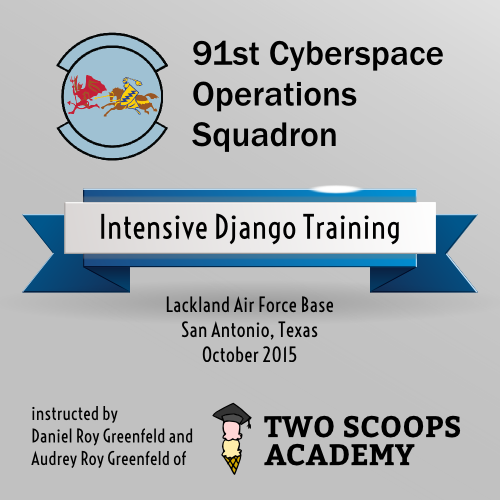 91st Cyberspace
Operations
Squadron
Intensive Django Training
Lackland Air Force Base
San Antonio, Texas
October 2015
instructed by
Daniel Roy Greenfeld and
Audrey Roy Greenfeld of
TWO SCOOPS
ACADEMY